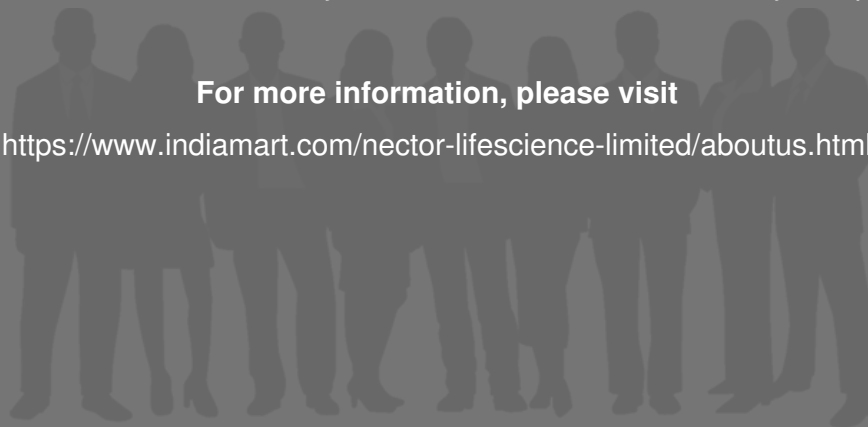 For more information, please visit
https://www.indiamart.com/nector-lifescience-limited/aboutus.html